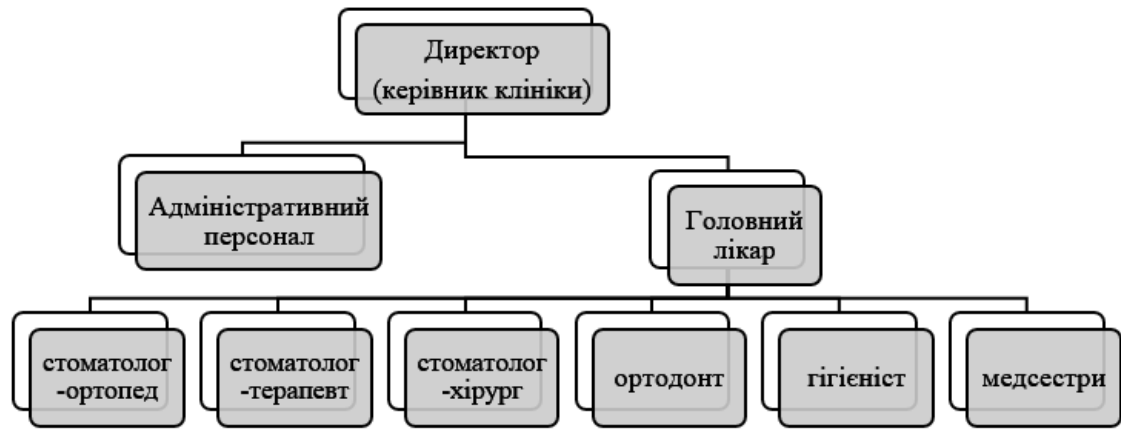 Директор
(керівник клініки)
Адміністративний
персонал
Головний
лікар
стоматолог
-ортопед
стоматолог
-терапевт
стоматолог
-хірург
ортодонт
гігієніст
медсестри